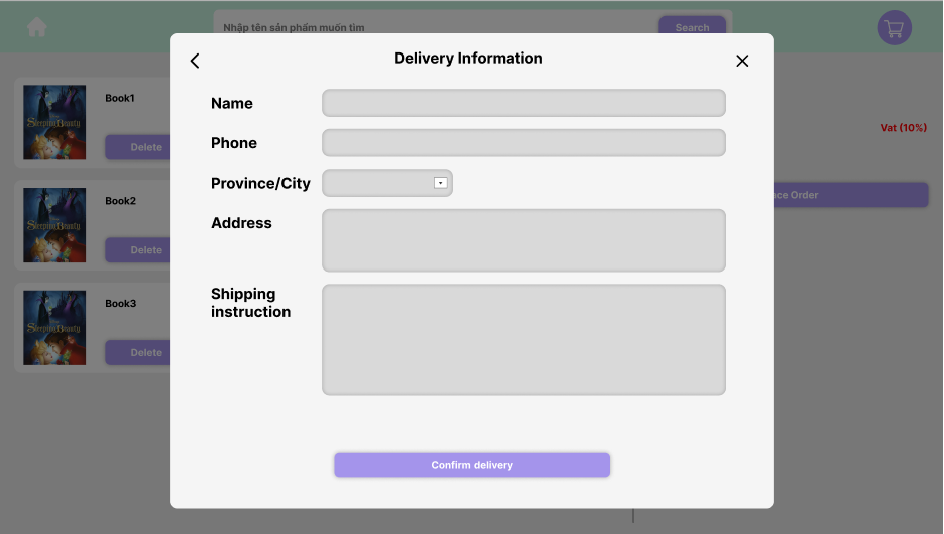 Nhập tên sản phẩm muốn tìm
Search
Delivery Information
Book1
Delete
Vat (10%)
Name
Phone
Province/City
Address
Shipping
instruction
Book2
Delete
ace Order
Book3
Delete
Sleeping Beauty
Sleeping Beauty
Sleeping Beauty
Confirm delivery